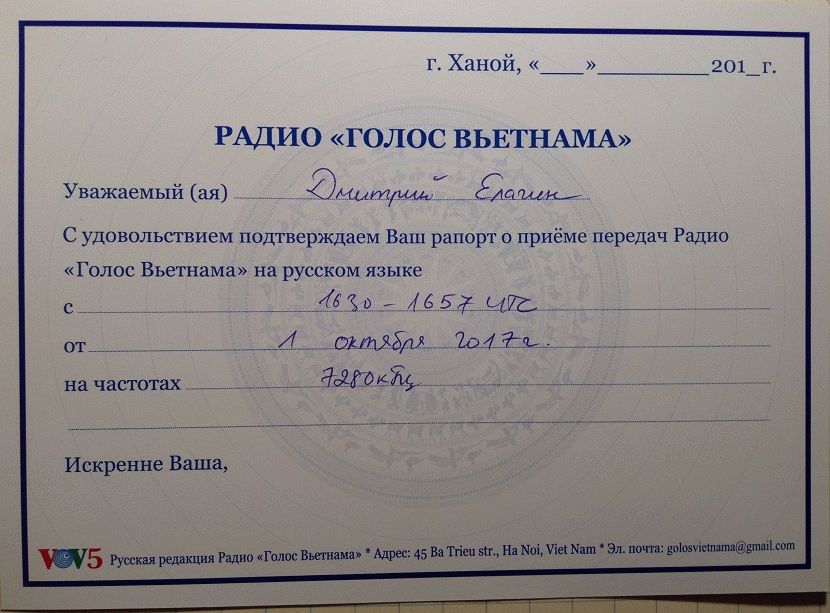 г. Ханой, «___»_________201_г.
РАДИО «ГОЛОС ВЬЕТНАМА»
Уважаемый (ая) Дмитрий Елагин
С удовольствием подтверждаем Ваш рапорт о приёме передач Радио
«Голос Вьетнама» на русском языке
с 1630 – 1657 UTC
от 1 октября 2017г.
на частотах 7280кГц
Искренне Ваша,
VOV5 Русская редакция Радио «Голос Вьетнама» * Адрес: 45 Ba Trieu str., Ha Noi, Viet Nam * Эл. почта: golosvietnama@gmail.com